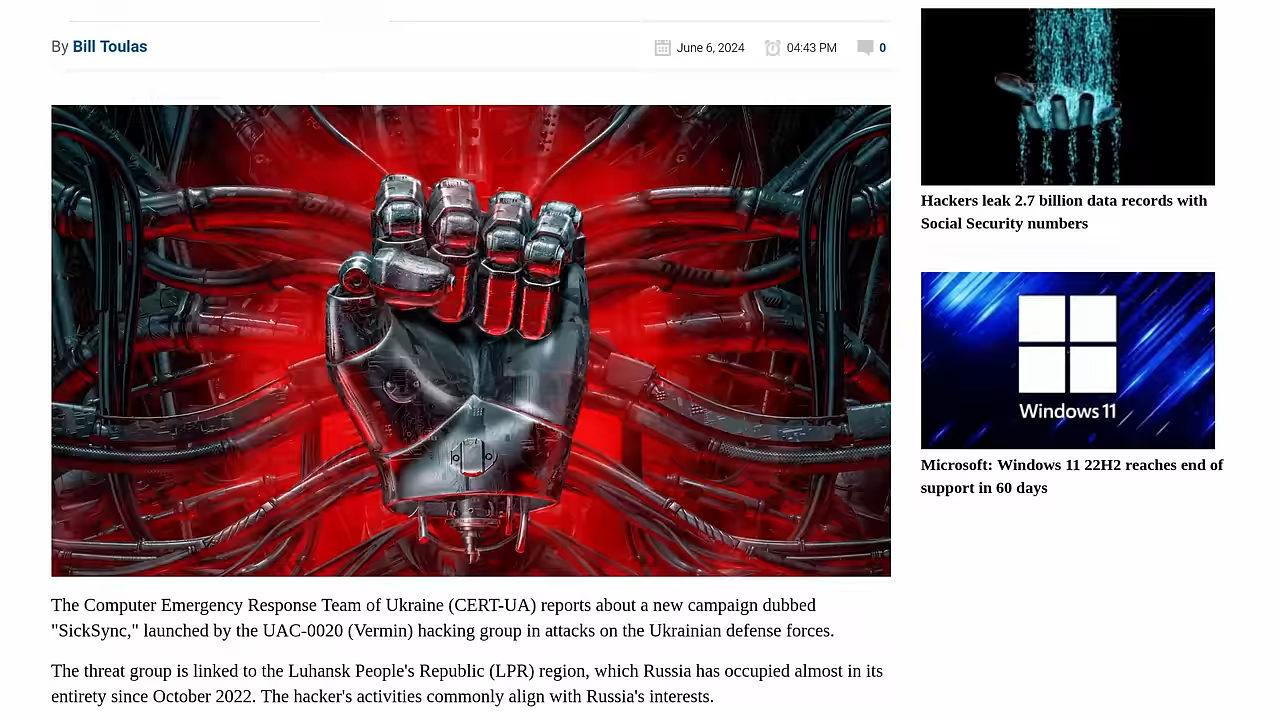 By Bill Toulas
June 6, 2024
04:43 PM
0
The Computer Emergency Response Team of Ukraine (CERT-UA) reports about a new campaign dubbed
"SickSync," launched by the UAC-0020 (Vermin) hacking group in attacks on the Ukrainian defense forces.
The threat group is linked to the Luhansk People's Republic (LPR) region, which Russia has occupied almost in its
entirety since October 2022. The hacker's activities commonly align with Russia's interests.
Hackers leak 2.7 billion data records with
Social Security numbers
Windows 11
Microsoft: Windows 11 22H2 reaches end of
support in 60 days